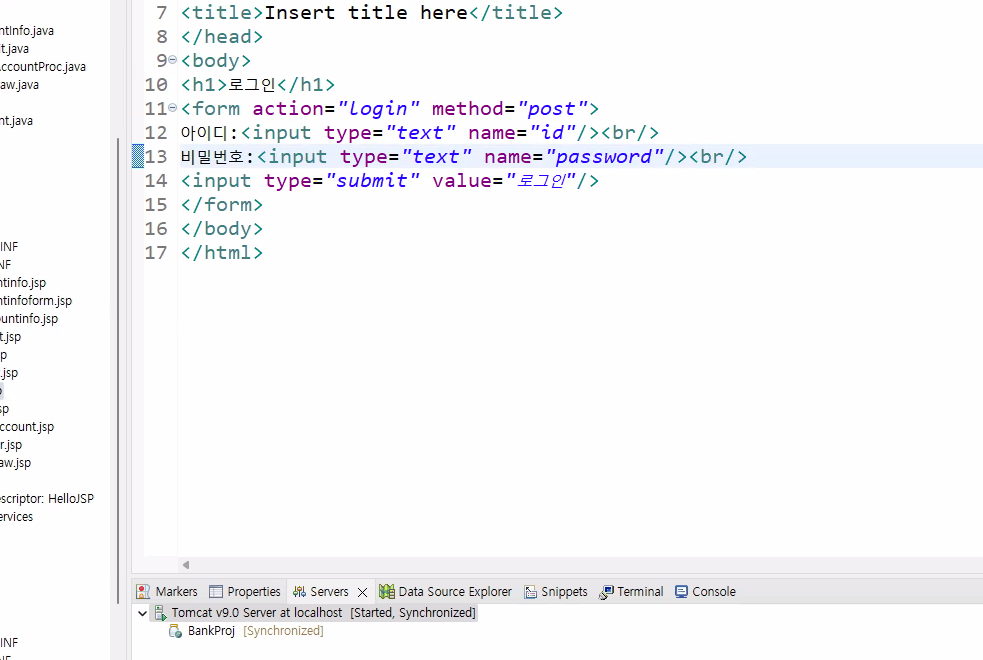 ntInfo.java
t.java
ccountProc.java
aw.java
nt.java
INF
NF
ntinfo.jsp
ntinfoform.jsp
ountinfo.jsp
t.jsp
p
.jsp
sp
ccount.jsp
r.jsp
aw.jsp
escriptor: HelloJSP
ervices
INF
7 <title>Insert title here</title>
8 </head>
9 <body>
10 <h1>로그인</h1>
11 <form action="login" method="post">
12 아이디:<input type="text" name="id"/><br/>
13 비밀번호:<input type="text" name="password"/><br/>
14 <input type="submit" value="로그인"/>
15 </form>
16 </body>
17 </html>
Markers Properties Servers Data Source Explorer Snippets Terminal Console
Tomcat v9.0 Server at localhost [Started, Synchronized]
BankProj [Synchronized]